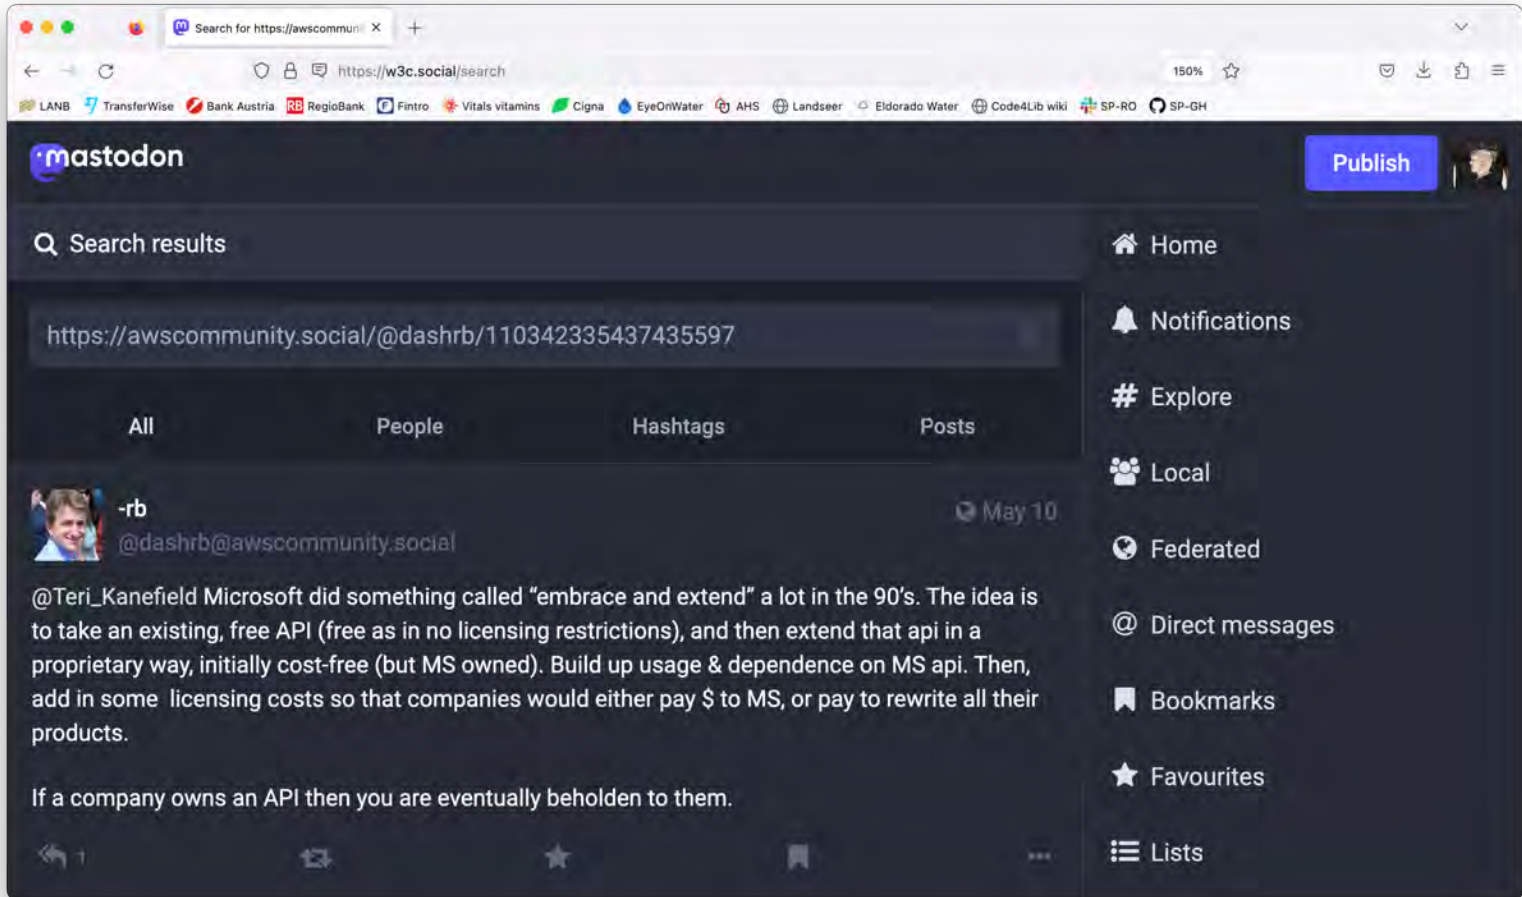 Search for https://awscommuni
https://w3c.social/search
150%
LANB TransferWise Bank Austria RB RegioBank Fintro Vitals vitamins Cigna EyeOnWater AHS Landseer Eldorado Water Code4Lib wiki SP-RO SP-GH
mastodon
Publish
Search results
https://awscommunity.social/@dashrb/110342335437435597
All People Hashtags Posts
-rb
May 10
@dashrb@awscommunity.social
@Teri_Kanefield Microsoft did something called “embrace and extend” a lot in the 90’s. The idea is
to take an existing, free API (free as in no licensing restrictions), and then extend that api in a
proprietary way, initially cost-free (but MS owned). Build up usage & dependence on MS api. Then,
add in some  licensing costs so that companies would either pay $ to MS, or pay to rewrite all their
products.
If a company owns an API then you are eventually beholden to them.
1
Home
Notifications
# Explore
Local
Federated
@ Direct messages
Bookmarks
Favourites
Lists